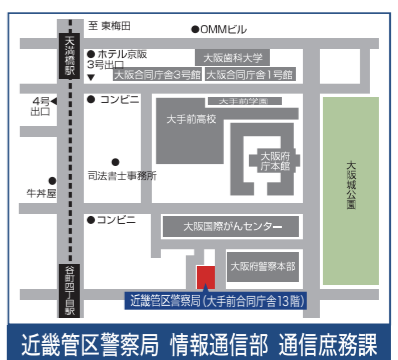 至 東梅田
●OMMビル
天満橋駅
●ホテル京阪
3号出口
▼
大阪歯科大学
大阪合同庁舎3号館
大阪合同庁舎1号館
4号◀
出口
● コンビニ
大手前学園
大手前高校
大阪府
庁本館
大阪城公園
●
司法書士事務所
●
牛丼屋
●コンビニ
大阪国際がんセンター
大阪府警察本部
谷町四丁目駅
近畿管区警察局(大手前合同庁舎13階)
近畿管区警察局 情報通信部 通信庶務課